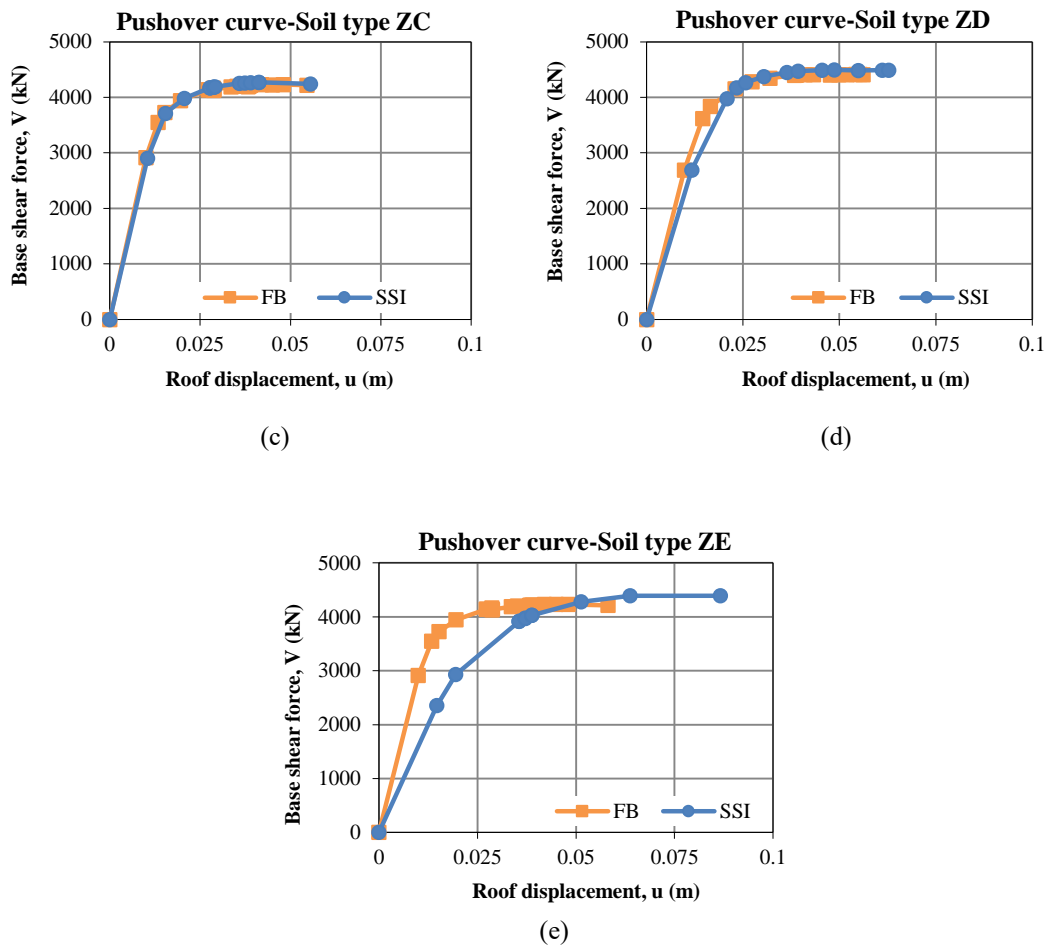 Pushover curve-Soil type ZC
5000
4000
3000
2000
1000
0
Base shear force, V (kN)
FB
SSI
0 0.025 0.05 0.075 0.1
Roof displacement, u (m)
(c)
Pushover curve-Soil type ZD
5000
4000
3000
2000
1000
0
Base shear force, V (kN)
FB
SSI
0 0.025 0.05 0.075 0.1
Roof displacement, u (m)
(d)
Pushover curve-Soil type ZE
5000
4000
3000
2000
1000
0
Base shear force, V (kN)
FB
SSI
0 0.025 0.05 0.075 0.1
Roof displacement, u (m)
(e)